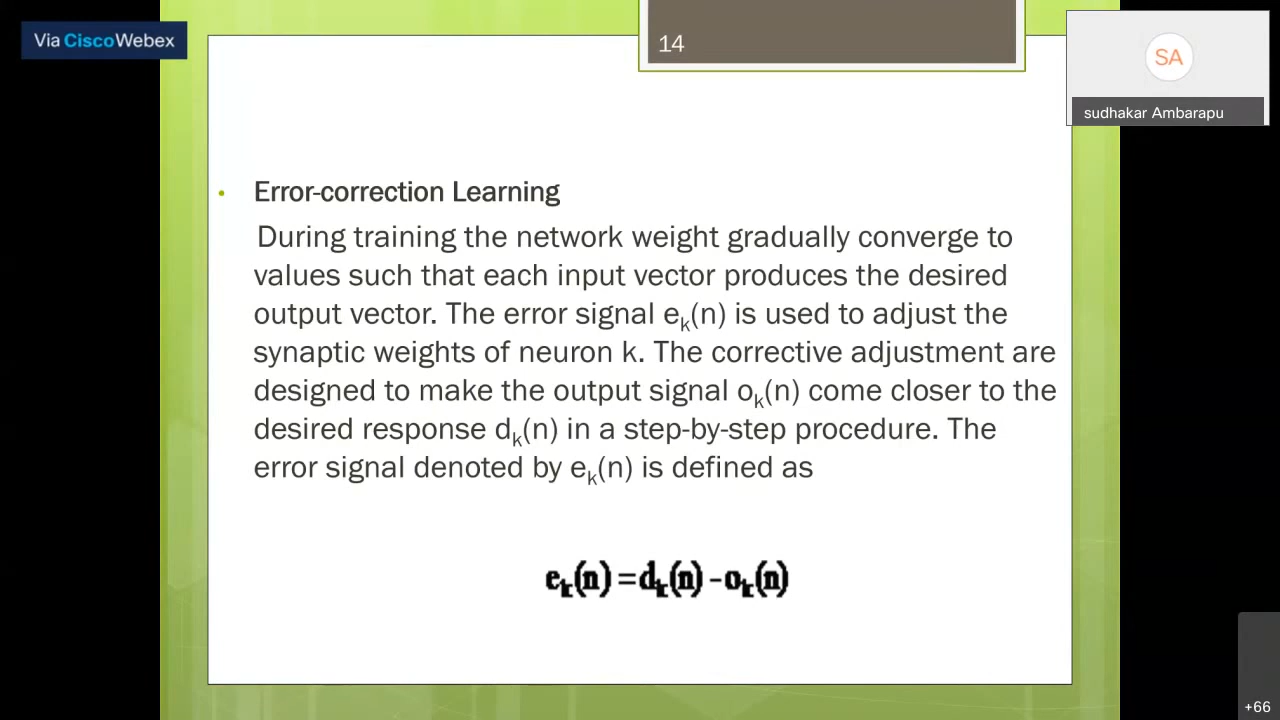 Via CiscoWebex
14
SA
sudhakar Ambarapu
• Error-correction Learning
During training the network weight gradually converge to
values such that each input vector produces the desired
output vector. The error signal eₖ(n) is used to adjust the
synaptic weights of neuron k. The corrective adjustment are
designed to make the output signal oₖ(n) come closer to the
desired response dₖ(n) in a step-by-step procedure. The
error signal denoted by eₖ(n) is defined as
eₖ(n) =dₖ(n) -oₖ(n)
+66